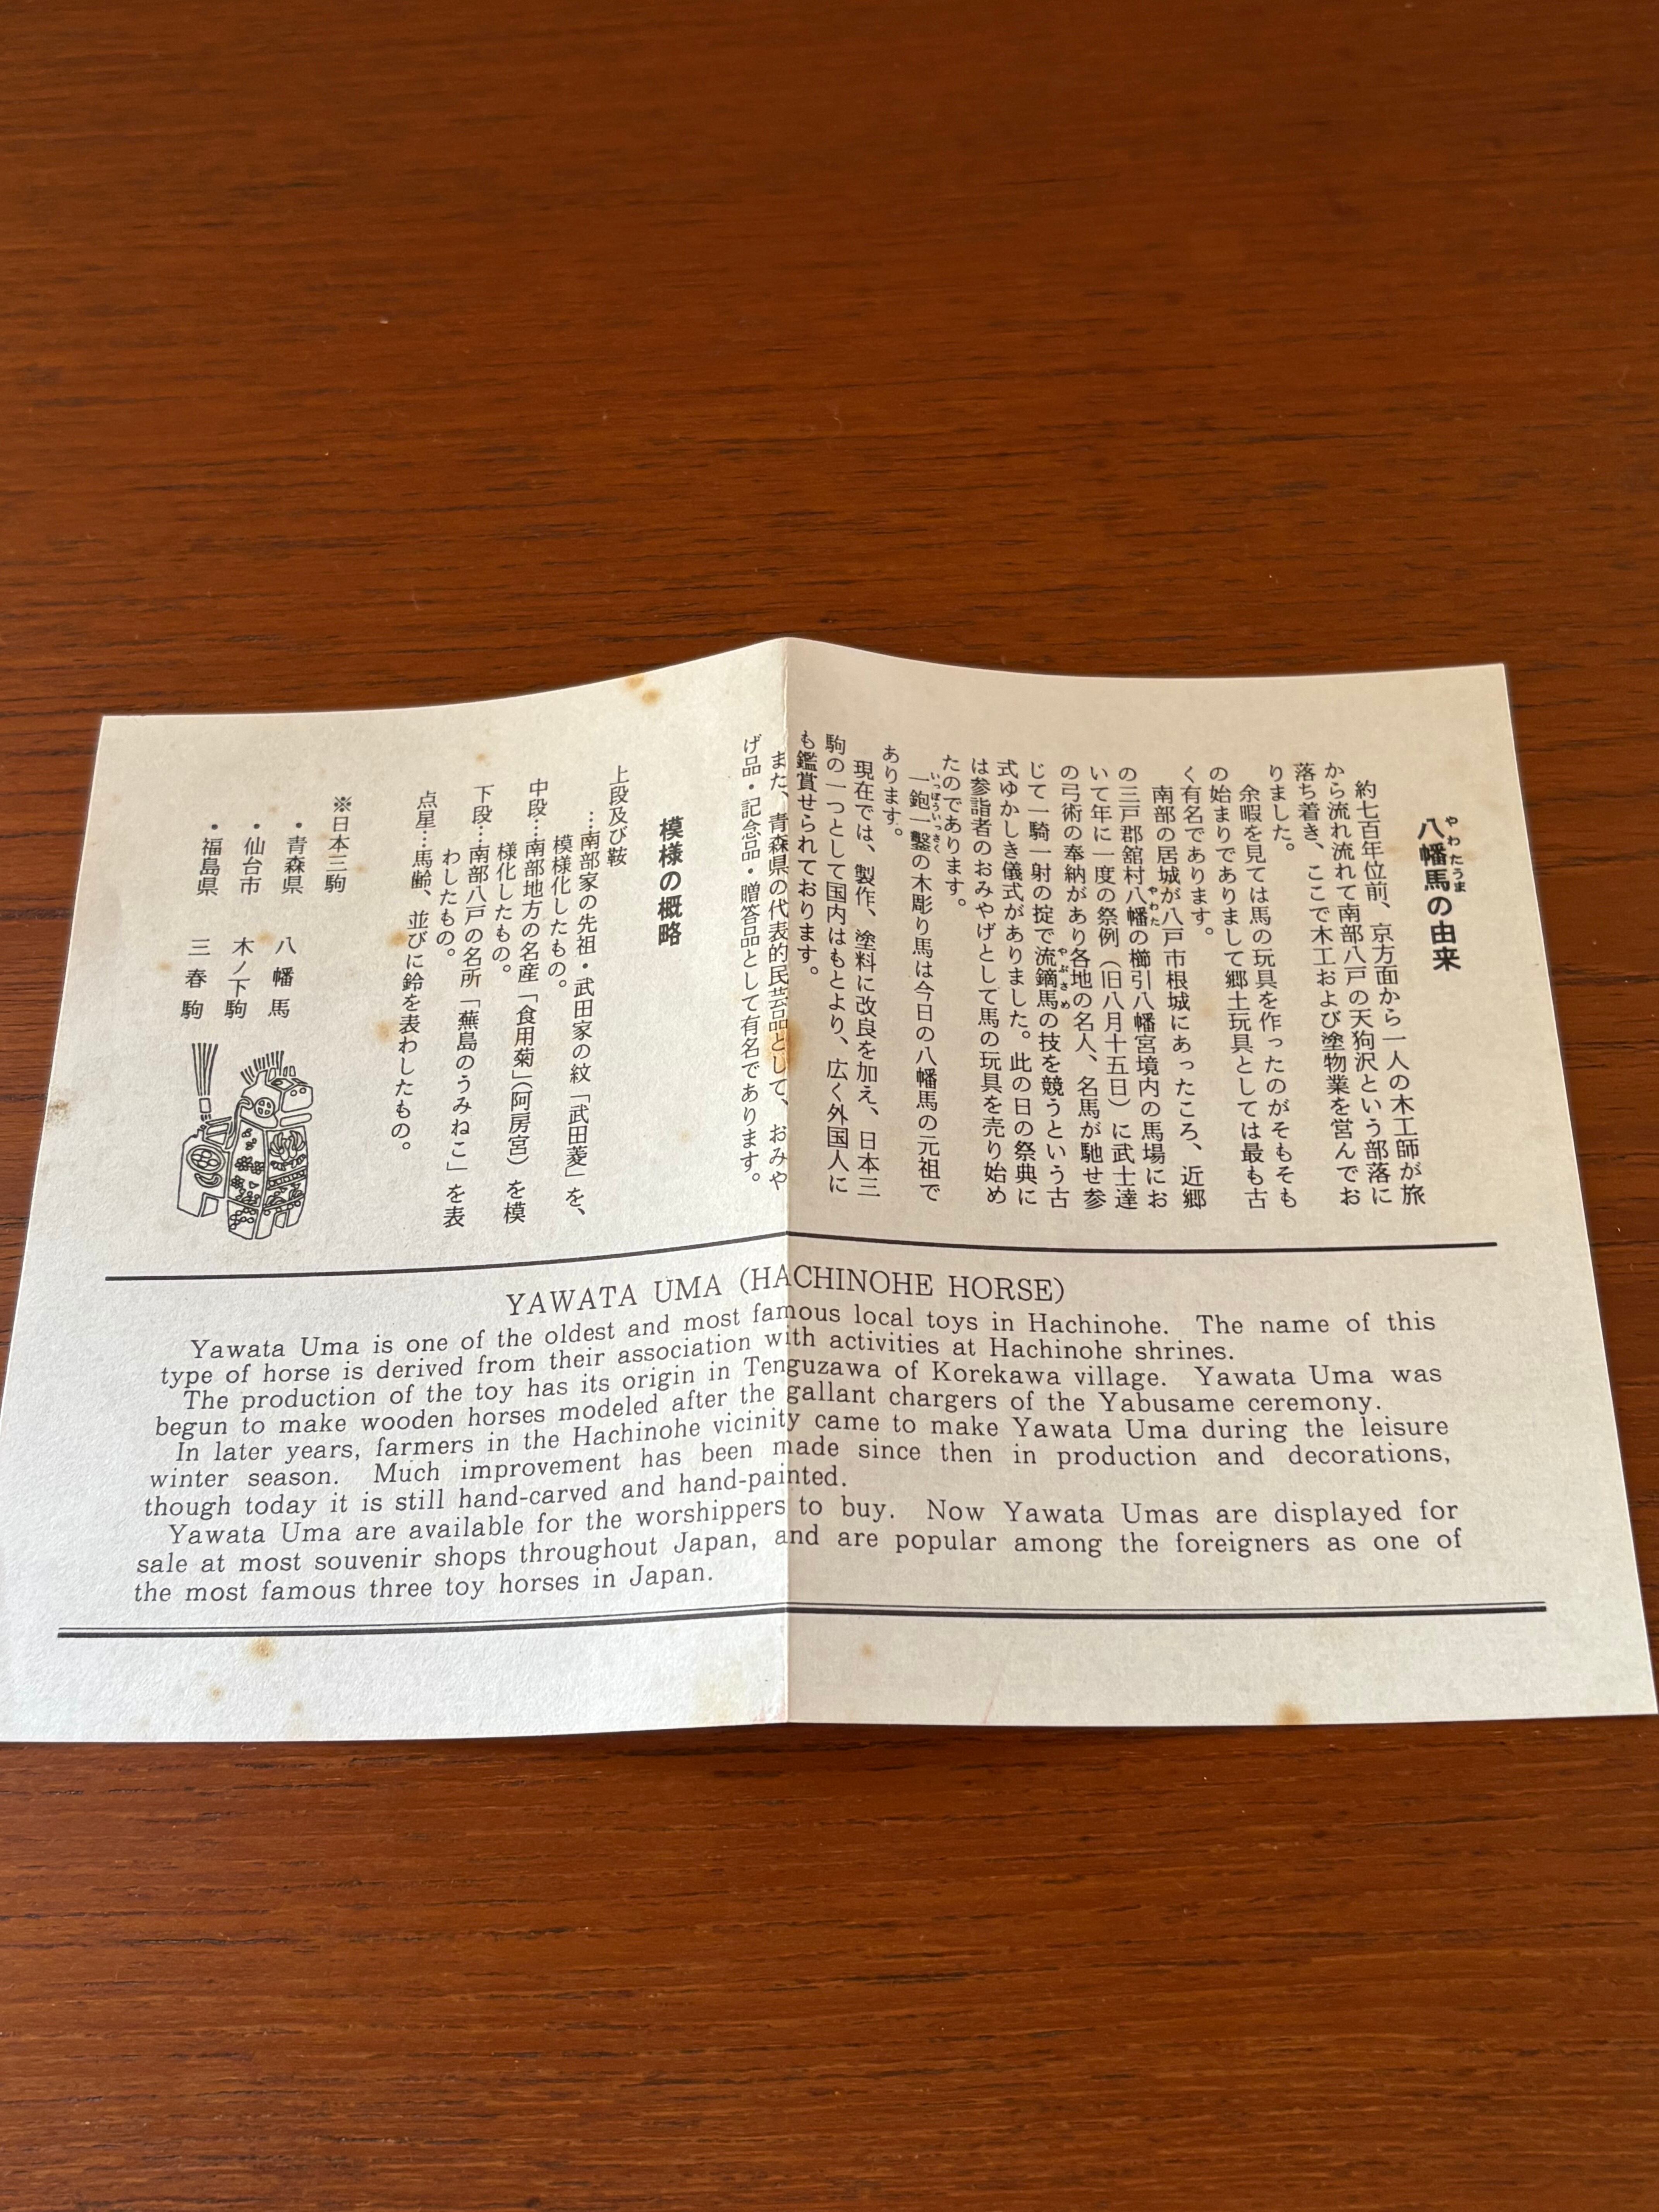 八幡馬の由来
やわたうま
約七百年位前、京方面から一人の木工師が旅
から流れ流れて南部八戸の天狗沢という部落に
落ち着き、ここで木工および塗物業を営んでお
りました。
余暇を見ては馬の玩具を作ったのがそもそも
の始まりでありまして郷土玩具としては最も古
く有名であります。
南部の居城が八戸市根城にあったころ、近郷
の三戸郡舘村八幡の櫛引八幡宮境内の馬場にお
やわた
いて年に一度の祭例（旧八月十五日）に武士達
の弓術の奉納があり各地の名人、名馬が馳せ参
じて一騎一射の掟で流鏑馬の技を競うという古
やぶさめ
式ゆかしき儀式がありました。此の日の祭典に
は参詣者のおみやげとして馬の玩具を売り始め
たのであります。
一鉋一鑿の木彫り馬は今日の八幡馬の元祖で
いっぽういっさく
あります。
現在では、製作、塗料に改良を加え、日本三
駒の一つとして国内はもとより、広く外国人に
も鑑賞せられております。
また、青森県の代表的民芸品として、おみや
げ品・記念品・贈答品として有名であります。
模様の概略
上段及び鞍
…南部家の先祖・武田家の紋「武田菱」を、
模様化したもの。
中段…南部地方の名産「食用菊」（阿房宮）を模
様化したもの。
下段…南部八戸の名所「蕪島のうみねこ」を表
わしたもの。
点星…馬齢、並びに鈴を表わしたもの。
※日本三駒
・青森県 八幡馬
・仙台市 木ノ下駒
・福島県 三春駒
YAWATA UMA (HACHINOHE HORSE)
Yawata Uma is one of the oldest and most famous local toys in Hachinohe. The name of this
type of horse is derived from their association with activities at Hachinohe shrines.
The production of the toy has its origin in Tenguzawa of Korekawa village. Yawata Uma was
begun to make wooden horses modeled after the gallant chargers of the Yabusame ceremony.
In later years, farmers in the Hachinohe vicinity came to make Yawata Uma during the leisure
winter season. Much improvement has been made since then in production and decorations,
though today it is still hand-carved and hand-painted.
Yawata Uma are available for the worshippers to buy. Now Yawata Umas are displayed for
sale at most souvenir shops throughout Japan, and are popular among the foreigners as one of
the most famous three toy horses in Japan.